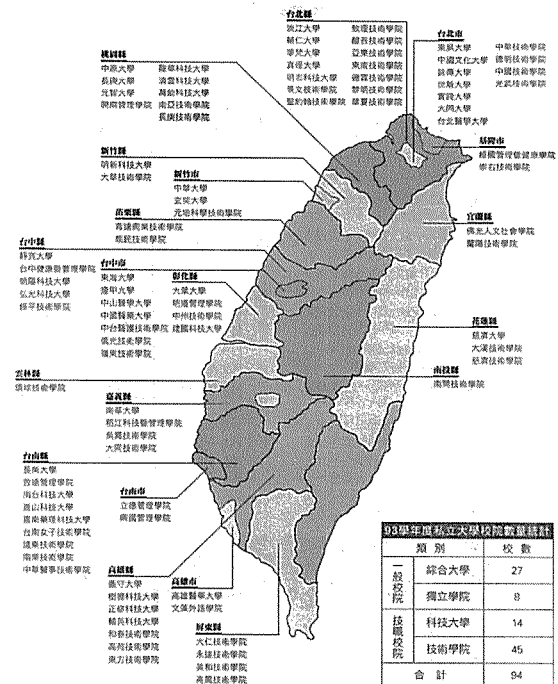 台北縣
淡江大學 致理技術學院
輔仁大學 醒吾技術學院
華梵大學 亞東技術學院
真理大學 東南技術學院
明志科技大學 德霖技術學院
景文技術學院 黎明技術學院
聖約翰技術學院 華夏技術學院
台北市
東吳大學 中華技術學院
中國文化大學 德明技術學院
銘傳大學 中國技術學院
世新大學 光武技術學院
實踐大學
大同大學
台北醫學大學
桃園縣
中原大學 龍華科技大學
長庚大學 清雲科技大學
元智大學 萬能科技大學
開南管理學院 南亞技術學院
長庚技術學院
基隆市
經國管理暨健康學院
崇右技術學院
新竹縣
明新科技大學
大華技術學院
新竹市
中華大學
玄奘大學
元培科學技術學院
苗栗縣
育達商業技術學院
親民技術學院
宜蘭縣
佛光人文社會學院
蘭陽技術學院
台中縣
靜宜大學
台中健康暨管理學院
朝陽科技大學
弘光科技大學
修平技術學院
台中市
東海大學
逢甲大學
中山醫學大學
中國醫藥大學
中台醫護技術學院
僑光技術學院
嶺東技術學院
彰化縣
大葉大學
明道管理學院
中州技術學院
建國科技大學
花蓮縣
慈濟大學
大漢技術學院
慈濟技術學院
南投縣
南開技術學院
雲林縣
環球技術學院
嘉義縣
南華大學
稻江科技暨管理學院
吳鳳技術學院
大同技術學院
台南縣
長榮大學
致遠管理學院
南台科技大學
崑山科技大學
嘉南藥理科技大學
台南女子技術學院
遠東技術學院
南榮技術學院
中華醫事技術學院
台南市
立德管理學院
興國管理學院
高雄縣
義守大學
樹德科技大學
正修科技大學
輔英科技大學
和春技術學院
高苑技術學院
東方技術學院
高雄市
高雄醫學大學
文藻外語學院
屏東縣
大仁技術學院
永達技術學院
美和技術學院
高鳳技術學院
93學年度私立大學校院數量統計
類別 校數
一般校院 綜合大學 27
獨立學院 8
技職校院 科技大學 14
技術學院 45
合計 94